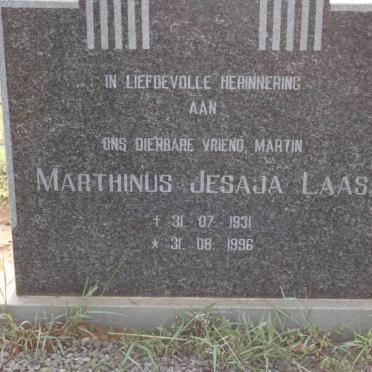 IN LIEFDEVOLLE HERINNERING
AAN
ONS DIERBARE VRIEND, MARTIN
MARTHINUS JESAJA LAAS
✝ 31. 07. 1931
★ 31. 08. 1996